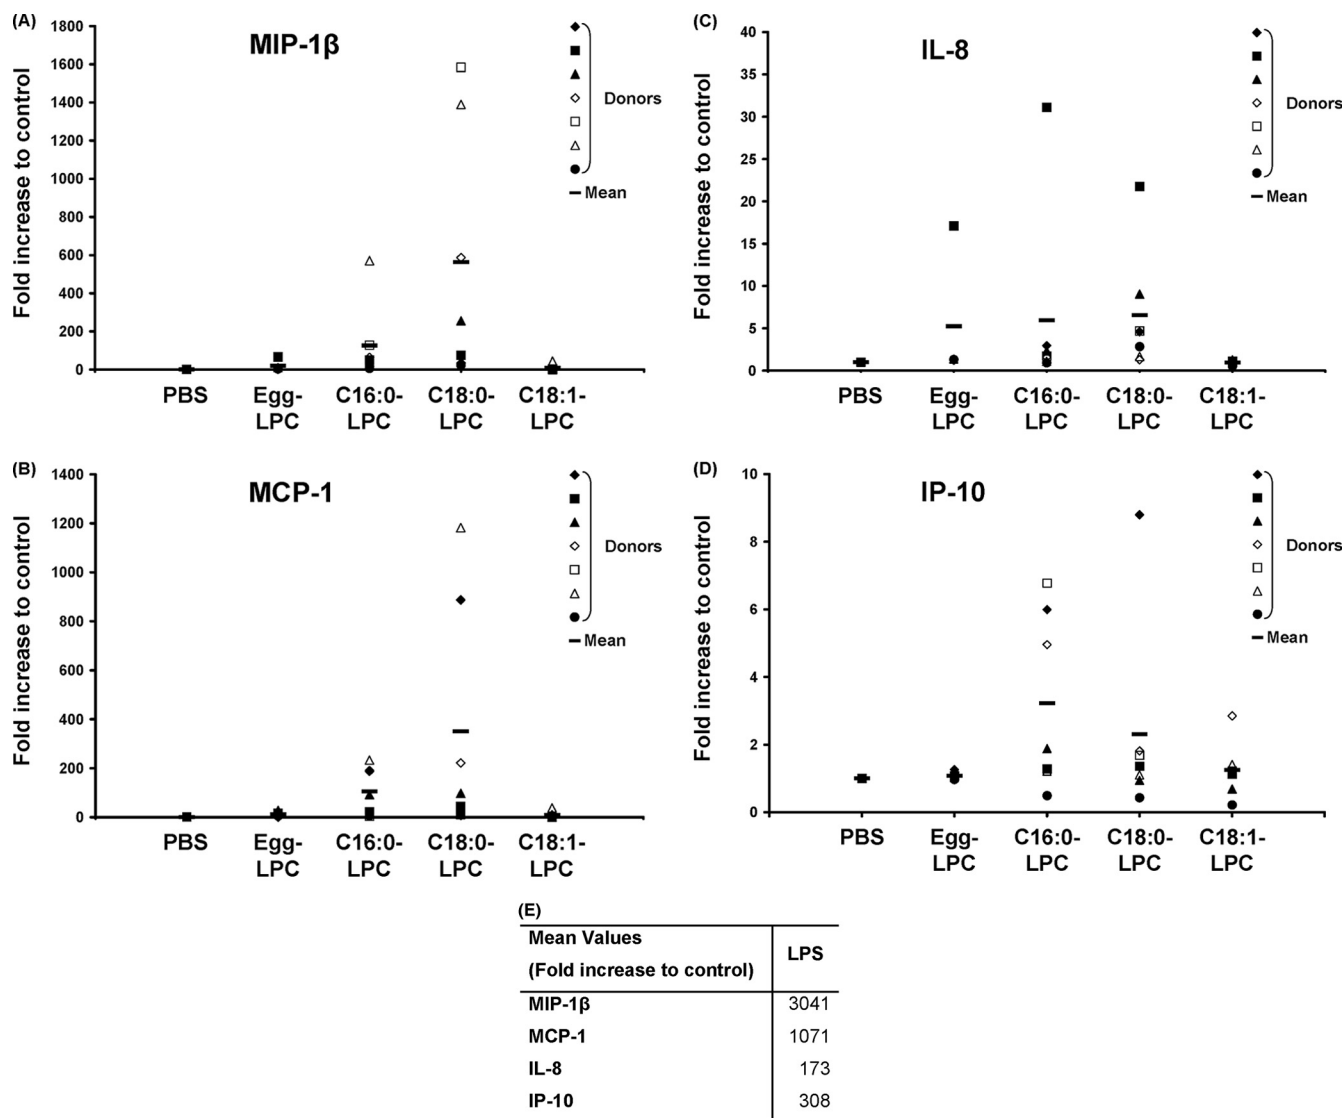 (A)
MIP-1β
Fold increase to control
1800
1600
1400
1200
1000
800
600
400
200
0
Donors
Mean
PBS
Egg-
LPC
C16:0-
LPC
C18:0-
LPC
C18:1-
LPC
(C)
IL-8
Fold increase to control
40
35
30
25
20
15
10
5
0
Donors
Mean
PBS
Egg-
LPC
C16:0-
LPC
C18:0-
LPC
C18:1-
LPC
(B)
MCP-1
Fold increase to control
1400
1200
1000
800
600
400
200
0
Donors
Mean
PBS
Egg-
LPC
C16:0-
LPC
C18:0-
LPC
C18:1-
LPC
(D)
IP-10
Fold increase to control
10
8
6
4
2
0
Donors
Mean
PBS
Egg-
LPC
C16:0-
LPC
C18:0-
LPC
C18:1-
LPC
(E)
Mean Values
(Fold increase to control)
LPS
MIP-1β 3041
MCP-1 1071
IL-8 173
IP-10 308